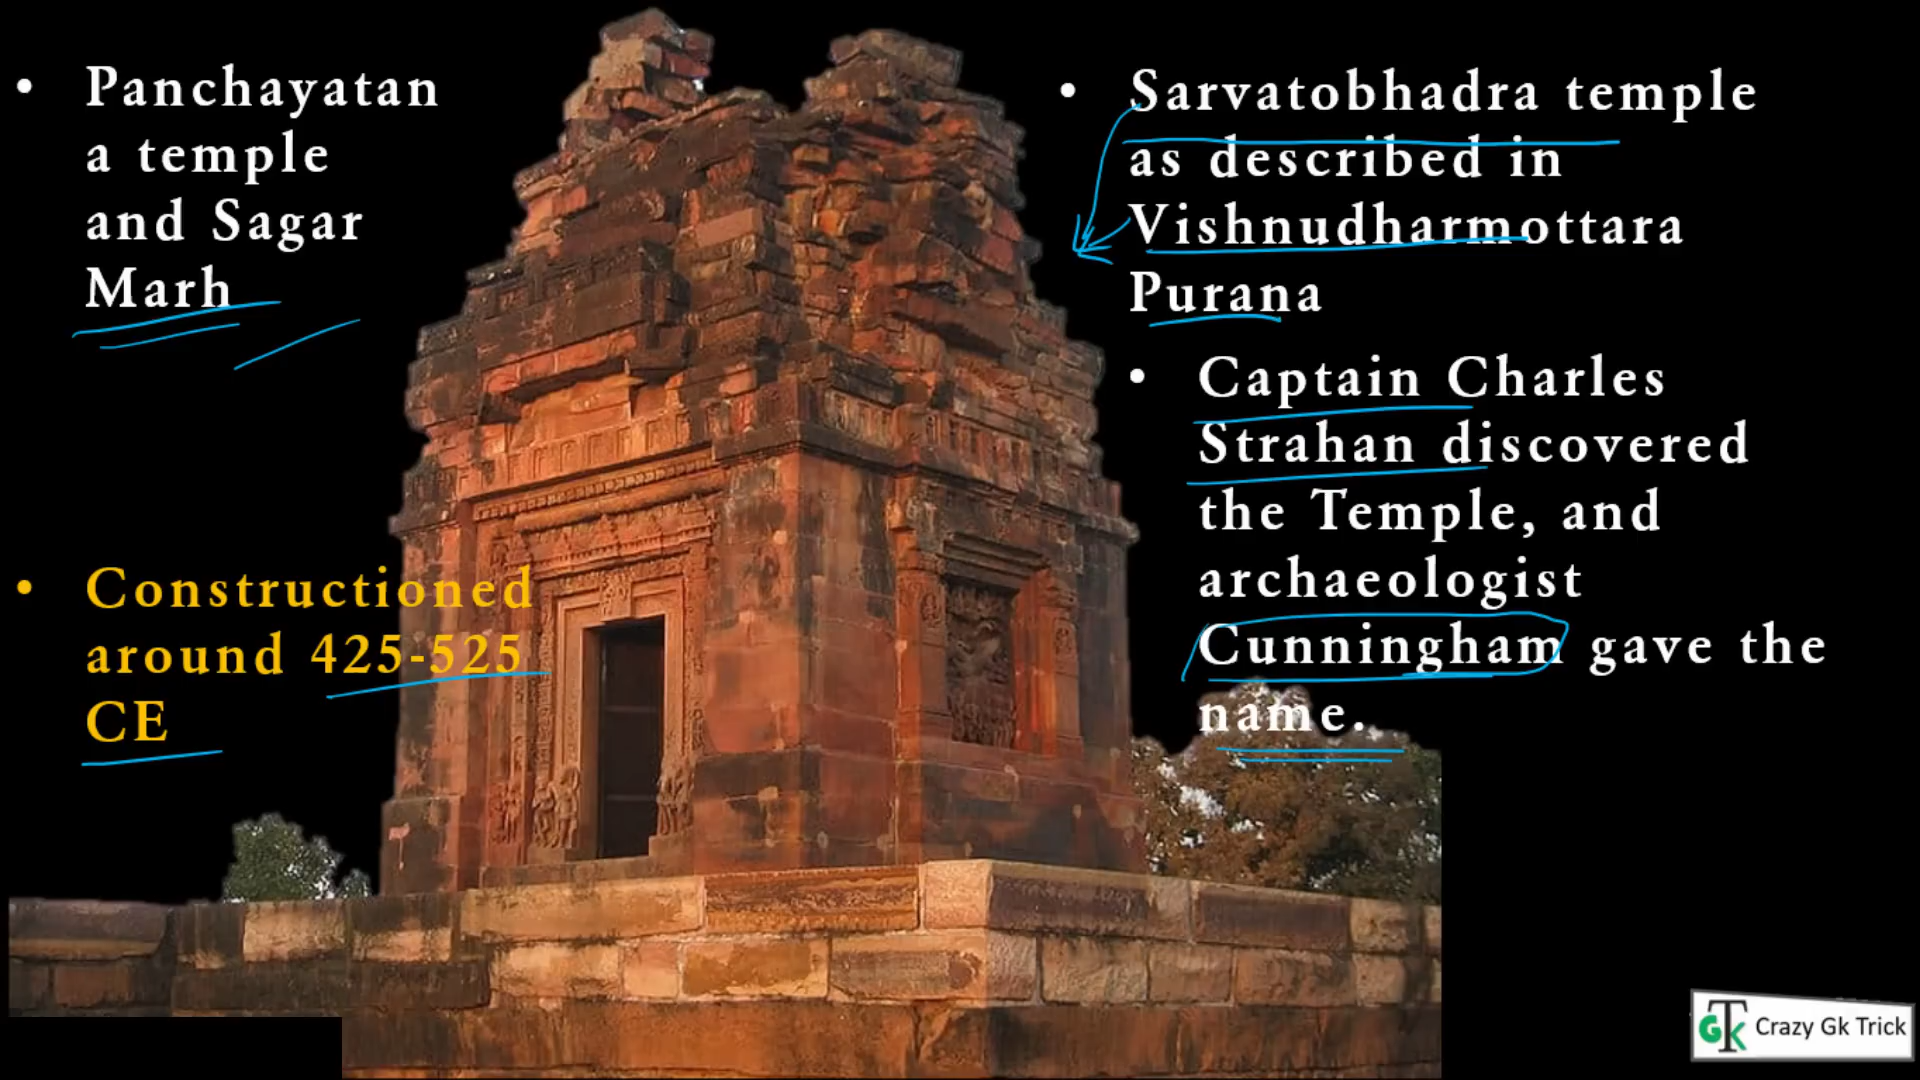 • Panchayatan
a temple
and Sagar
Marh
• Constructioned
around 425-525
CE
• Sarvatobhadra temple
as described in
Vishnudharmottara
Purana
• Captain Charles
Strahan discovered
the Temple, and
archaeologist
Cunningham gave the
name.
GTK Crazy Gk Trick